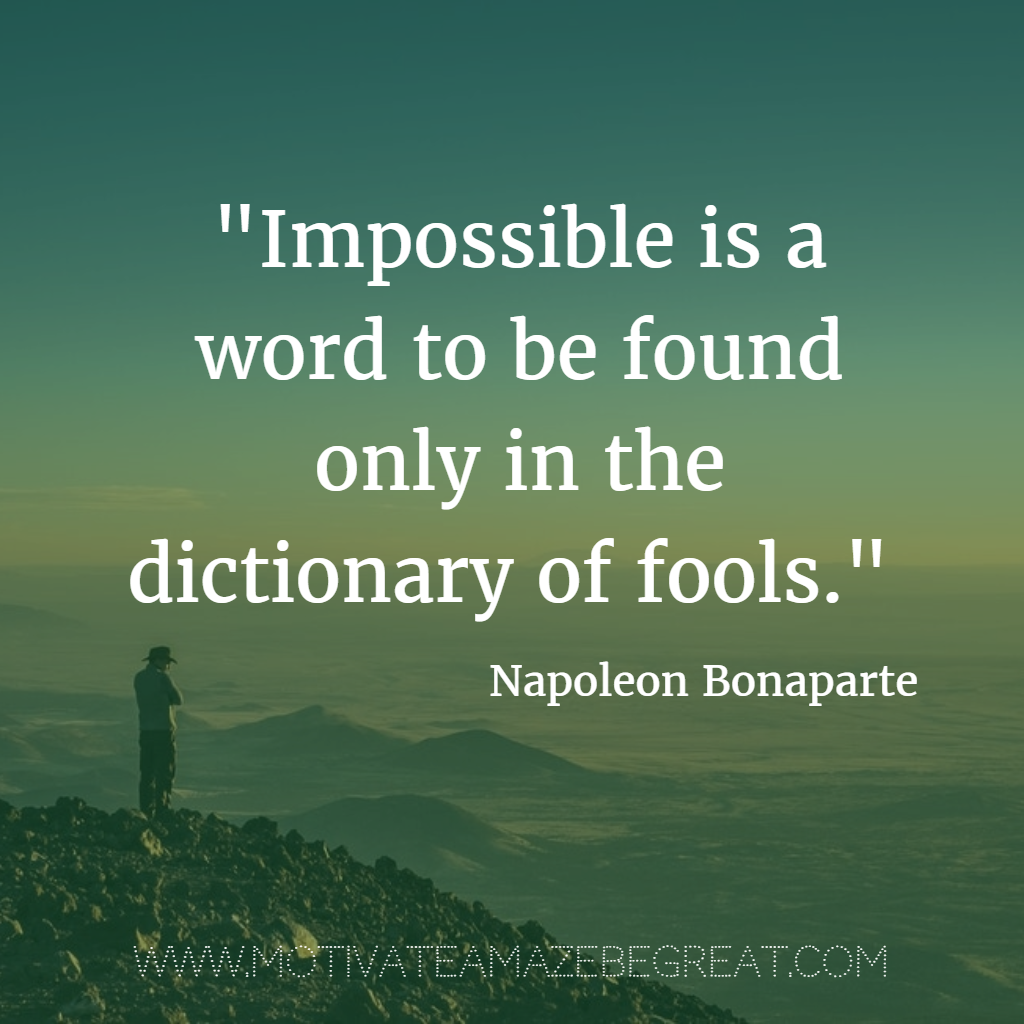 "Impossible is a
word to be found
only in the
dictionary of fools."
Napoleon Bonaparte
WWW.MOTIVATEAMAZEBEGREAT.COM